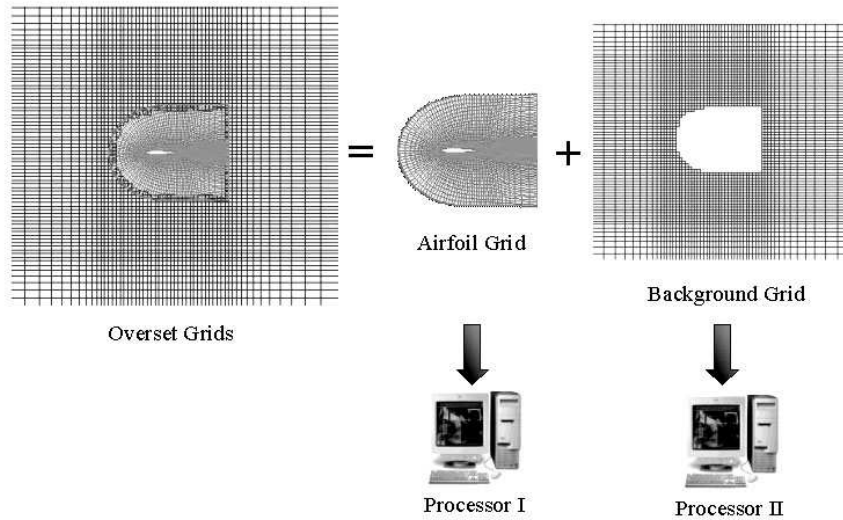 Overset Grids
=
Airfoil Grid
+
Background Grid
Processor I
Processor II